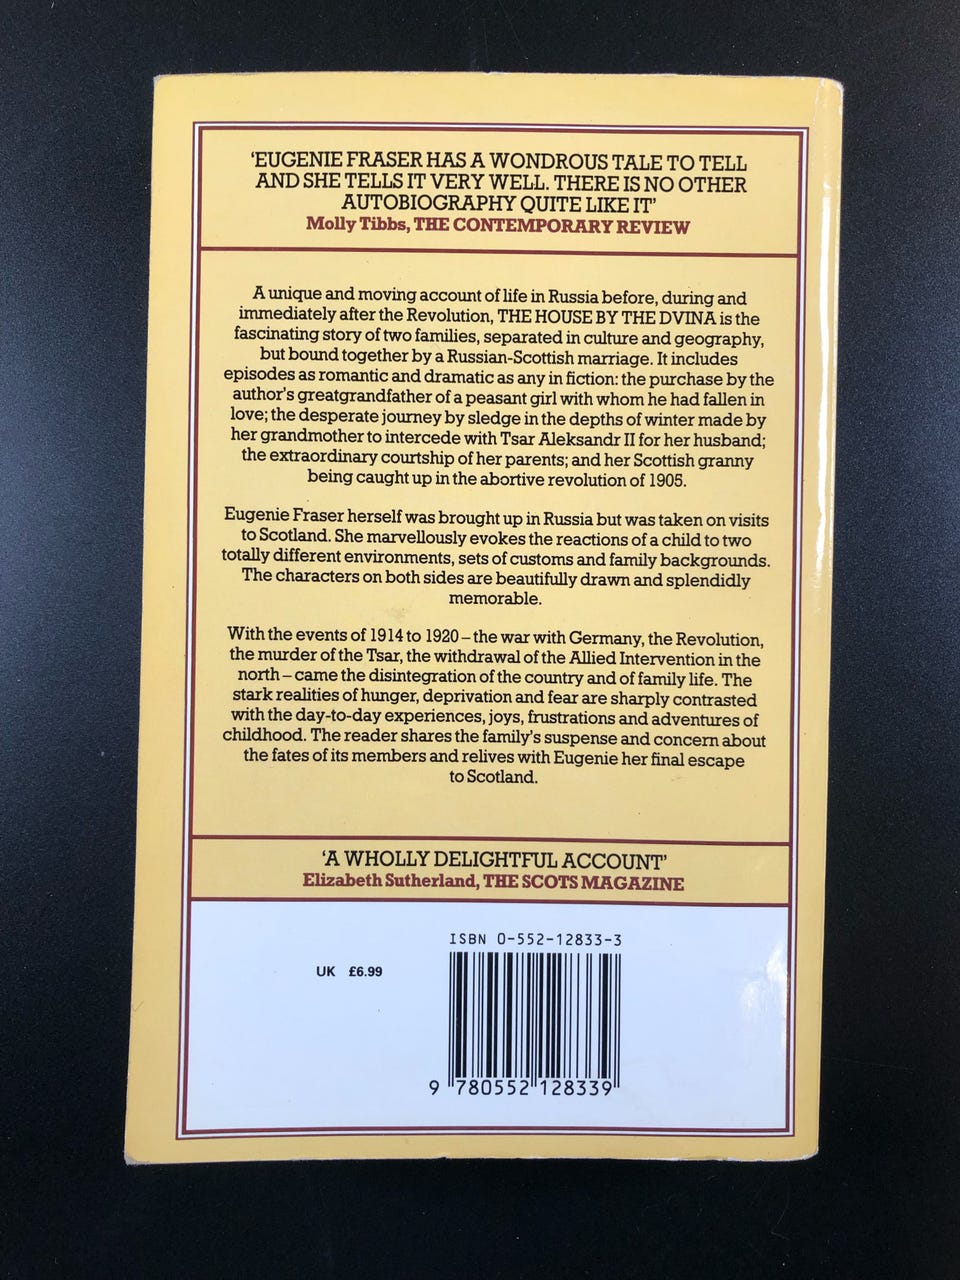 ‘EUGENIE FRASER HAS A WONDROUS TALE TO TELL
AND SHE TELLS IT VERY WELL. THERE IS NO OTHER
AUTOBIOGRAPHY QUITE LIKE IT’
Molly Tibbs, THE CONTEMPORARY REVIEW
A unique and moving account of life in Russia before, during and
immediately after the Revolution, THE HOUSE BY THE DVINA is the
fascinating story of two families, separated in culture and geography,
but bound together by a Russian-Scottish marriage. It includes
episodes as romantic and dramatic as any in fiction: the purchase by the
author's greatgrandfather of a peasant girl with whom he had fallen in
love; the desperate journey by sledge in the depths of winter made by
her grandmother to intercede with Tsar Aleksandr II for her husband;
the extraordinary courtship of her parents; and her Scottish granny
being caught up in the abortive revolution of 1905.
Eugenie Fraser herself was brought up in Russia but was taken on visits
to Scotland. She marvellously evokes the reactions of a child to two
totally different environments, sets of customs and family backgrounds.
The characters on both sides are beautifully drawn and splendidly
memorable.
With the events of 1914 to 1920 – the war with Germany, the Revolution,
the murder of the Tsar, the withdrawal of the Allied Intervention in the
north – came the disintegration of the country and of family life. The
stark realities of hunger, deprivation and fear are sharply contrasted
with the day-to-day experiences, joys, frustrations and adventures of
childhood. The reader shares the family's suspense and concern about
the fates of its members and relives with Eugenie her final escape
to Scotland.
‘A WHOLLY DELIGHTFUL ACCOUNT’
Elizabeth Sutherland, THE SCOTS MAGAZINE
ISBN 0-552-12833-3
UK £6.99
9 780552 128339